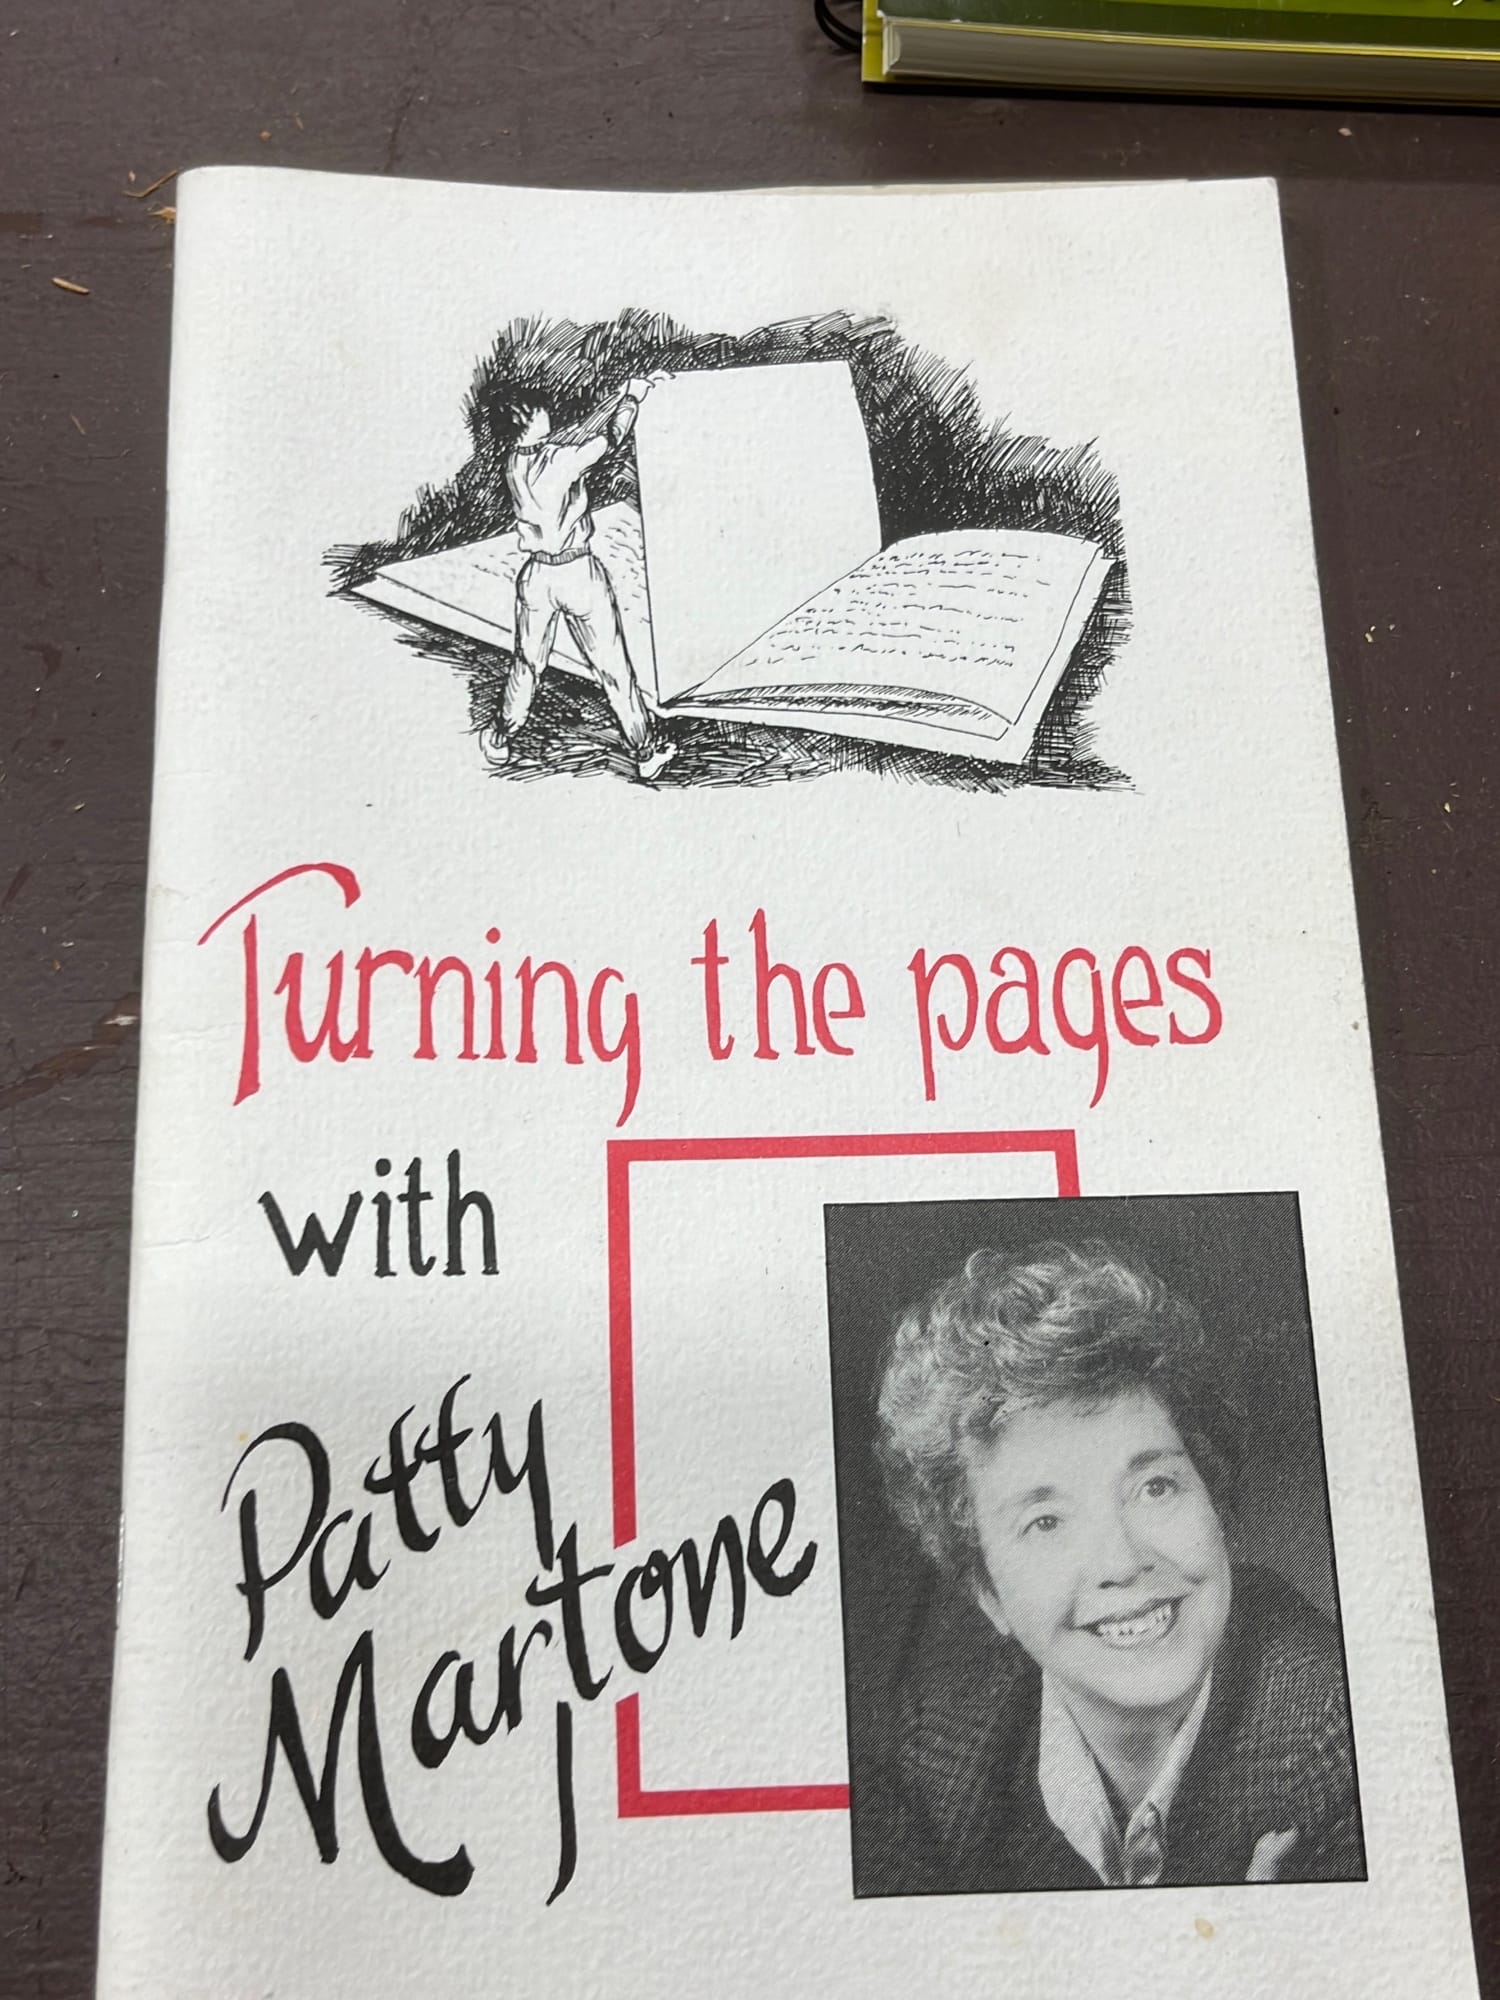 Turning the pages
with
Patty
Martone